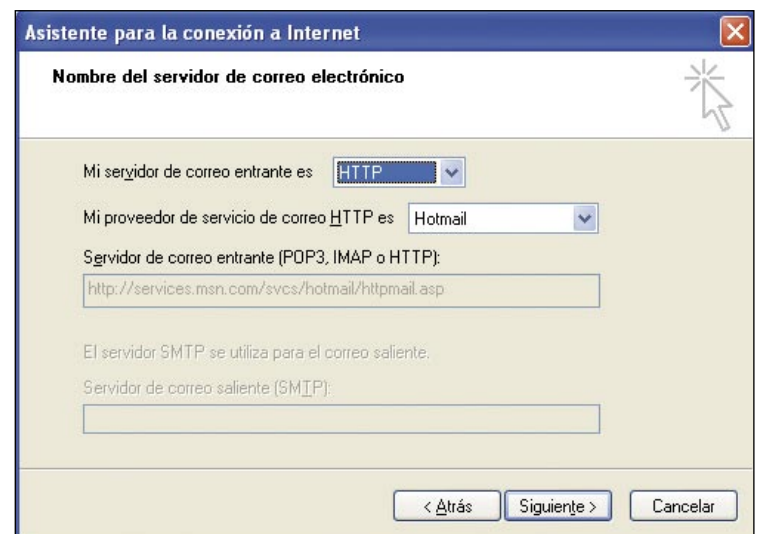 Asistente para la conexión a Internet
Nombre del servidor de correo electrónico
Mi servidor de correo entrante es HTTP
Mi proveedor de servicio de correo HTTP es Hotmail
Servidor de correo entrante (POP3, IMAP o HTTP):
http://services.msn.com/svcs/hotmail/httpmail.asp
El servidor SMTP se utiliza para el correo saliente.
Servidor de correo saliente (SMTP):
< Atrás Siguiente > Cancelar